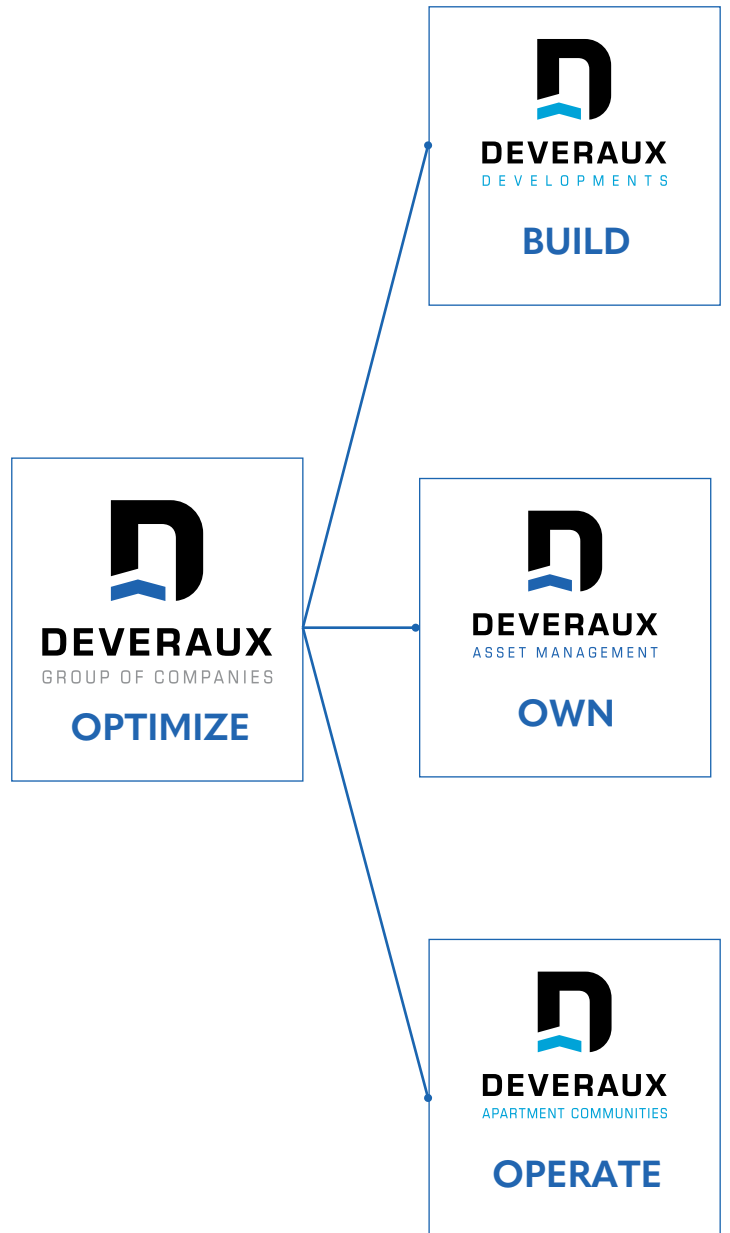 DEVERAUX
DEVELOPMENTS
BUILD
DEVERAUX
GROUP OF COMPANIES
OPTIMIZE
DEVERAUX
ASSET MANAGEMENT
OWN
DEVERAUX
APARTMENT COMMUNITIES
OPERATE